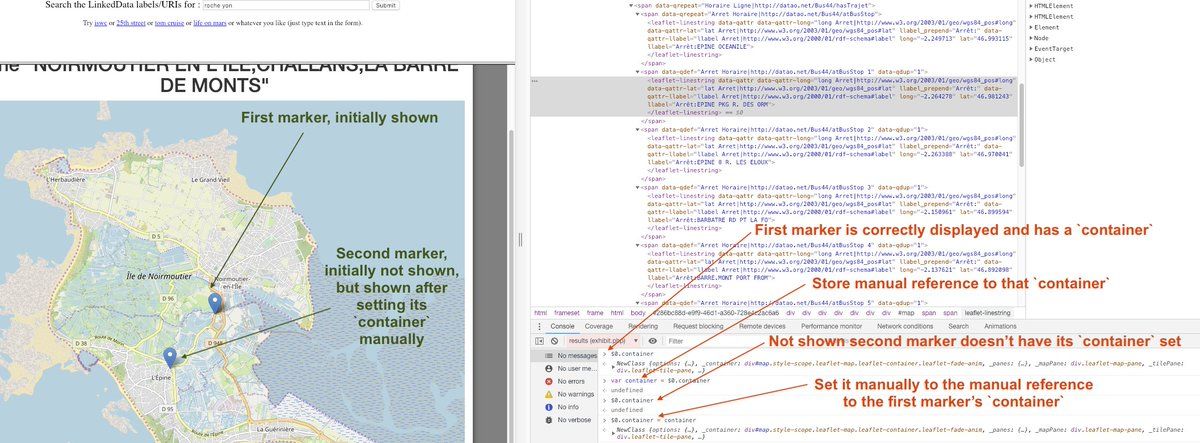 Search the LinkedData labels/URIs for :
roche yon
Submit
Try iswc or 25th street or tom cruise or life on mars or whatever you like (just type text in the form).
"NOIRMOUTIER EN L'ILE,CHALLANS,LA BARRE
DE MONTS"
First marker, initially shown
L'Herbaudière
Le Grand Vieil
D 5
Second marker,
initially not shown,
but shown after
setting its
`container`
manually
Île de Noirmoutier
Noirmoutier-
en-l'Île
D 96
D 948
D 38
L'Épine
D 95
La Guérinière
<span data-qrepeat="Horaire Ligne|http://datao.net/Bus44/hasTrajet">
<span data-qdef="Arret Horaire|http://datao.net/Bus44/atBusStop" data-qdup="1">
<leaflet-linestring data-qattr data-qattr-long="long Arret|http://www.w3.org/2003/01/geo/wgs84_pos#long"
data-qattr-lat="lat Arret|http://www.w3.org/2003/01/geo/wgs84_pos#lat" llabel_prepend="Arrêt:" data-
qattr-llabel="llabel Arret|http://www.w3.org/2000/01/rdf-schema#label" long="-2.249713" lat="46.993115"
llabel="Arrêt:EPINE OCEANILE">
</leaflet-linestring>
</span>
<span data-qdef="Arret Horaire|http://datao.net/Bus44/atBusStop 1" data-qdup="1">
<leaflet-linestring data-qattr data-qattr-long="long Arret|http://www.w3.org/2003/01/geo/wgs84_pos#long"
data-qattr-lat="lat Arret|http://www.w3.org/2003/01/geo/wgs84_pos#lat" llabel_prepend="Arrêt:" data-
qattr-llabel="llabel Arret|http://www.w3.org/2000/01/rdf-schema#label" long="-2.264278" lat="46.981243"
llabel="Arrêt:EPINE PKG R. DES ORM">
</leaflet-linestring> == $0
</span>
<span data-qdef="Arret Horaire|http://datao.net/Bus44/atBusStop 2" data-qdup="1">
<leaflet-linestring data-qattr data-qattr-long="long Arret|http://www.w3.org/2003/01/geo/wgs84_pos#long"
data-qattr-lat="lat Arret|http://www.w3.org/2003/01/geo/wgs84_pos#lat" llabel_prepend="Arrêt:" data-
qattr-llabel="llabel Arret|http://www.w3.org/2000/01/rdf-schema#label" long="-2.263388" lat="46.970041"
llabel="Arrêt:EPINE 8 R. LES ELOUX">
</leaflet-linestring>
</span>
<span data-qdef="Arret Horaire|http://datao.net/Bus44/atBusStop 3" data-qdup="1">
<leaflet-linestring data-qattr data-qattr-long="long Arret|http://www.w3.org/2003/01/geo/wgs84_pos#long"
data-qattr-lat="lat Arret|http://www.w3.org/2003/01/geo/wgs84_pos#lat" llabel_prepend="Arrêt:" data-
qattr-llabel="llabel Arret|http://www.w3.org/2000/01/rdf-schema#label" long="-2.150961" lat="46.899594"
llabel="Arrêt:BARBATRE RD PT LA FO">
</leaflet-linestring>
</span>
<span data-qdef="Arret Horaire|http://datao.net/Bus44/atBusStop 4" data-qdup="1">
<leaflet-linestring data-qattr data-qattr-long="long Arret|http://www.w3.org/2003/01/geo/wgs84_pos#long"
data-qattr-lat="lat Arret|http://www.w3.org/2003/01/geo/wgs84_pos#lat" llabel_prepend="Arrêt:" data-
qattr-llabel="llabel Arret|http://www.w3.org/2000/01/rdf-schema#label" long="-2.137621" lat="46.892098"
llabel="Arrêt:BARRE.MONT PORT FROM">
</leaflet-linestring>
</span>
HTMLElement
HTMLElement
Element
Node
EventTarget
Object
First marker is correctly displayed and has a `container`
Store manual reference to that `container`
Not shown second marker doesn't have its `container` set
Set it manually to the manual reference
to the first marker's `container`
html frameset frame html body div div div div div #map span span leaflet-linestring
Console Coverage Rendering Request blocking Remote devices Performance monitor Network conditions Search Animations
results (exhibit.php) Filter
No messages
No user me...
No errors
No warnings
No info
No verbose
> $0.container
NewClass {options: {…}, _container: div#map.style-scope.leaflet-map.leaflet-container.leaflet-fade-anim, _panes: {…}, _mapPane: div.leaflet-pane.leaflet-map-pane, _tilePane:
div.leaflet-tile-pane, …}
> var container = $0.container
undefined
> $0.container
undefined
> $0.container = container
NewClass {options: {…}, _container: div#map.style-scope.leaflet-map.leaflet-container.leaflet-fade-anim, _panes: {…}, _mapPane: div.leaflet-pane.leaflet-map-pane, _tilePane:
div.leaflet-tile-pane, …}